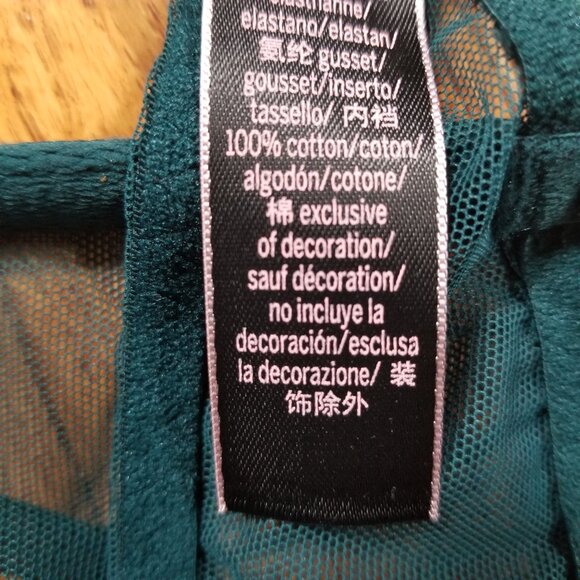 elastano/elastan/
氨纶 gusset/
gousset/inserto/
tassello/ 内裆
100% cotton/coton/
algodón/cotone/
棉 exclusive
of decoration/
sauf décoration/
no incluye la
decoración/esclusa
la decorazione/ 装
饰除外